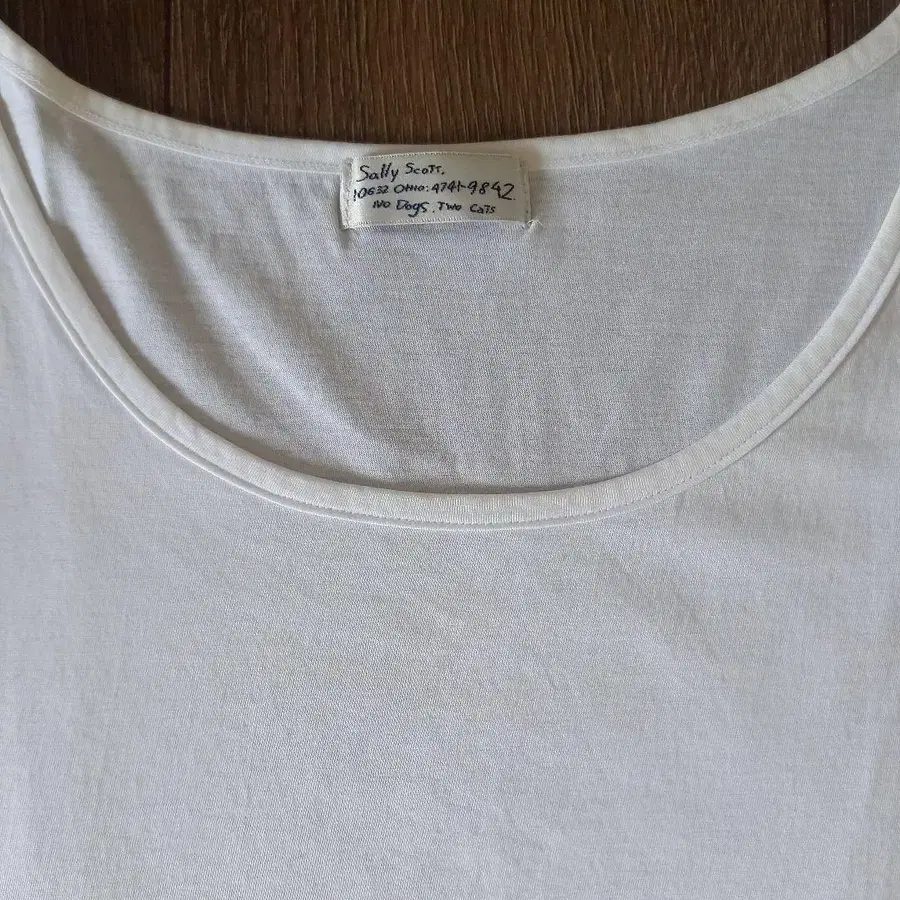 Sally Scott.
10632 Ohio: 4741-9842.
No Dogs. Two Cats